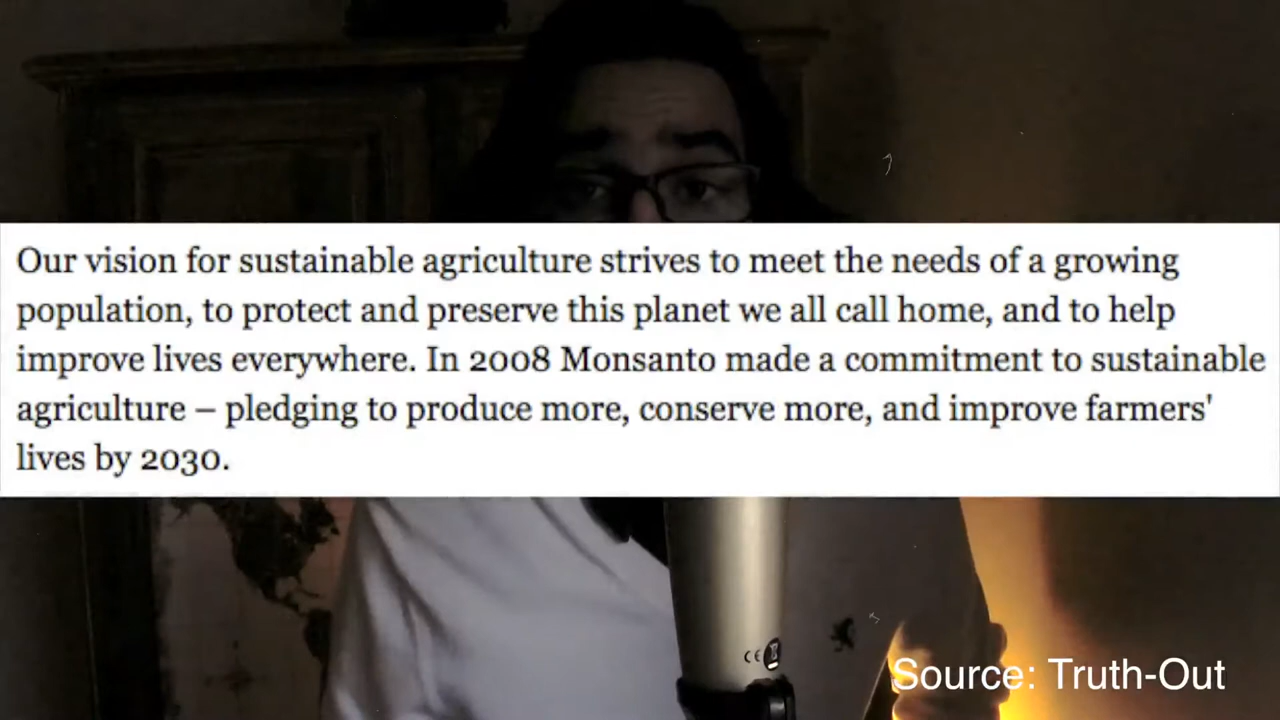 Our vision for sustainable agriculture strives to meet the needs of a growing
population, to protect and preserve this planet we all call home, and to help
improve lives everywhere. In 2008 Monsanto made a commitment to sustainable
agriculture – pledging to produce more, conserve more, and improve farmers'
lives by 2030.
CE
Source: Truth-Out